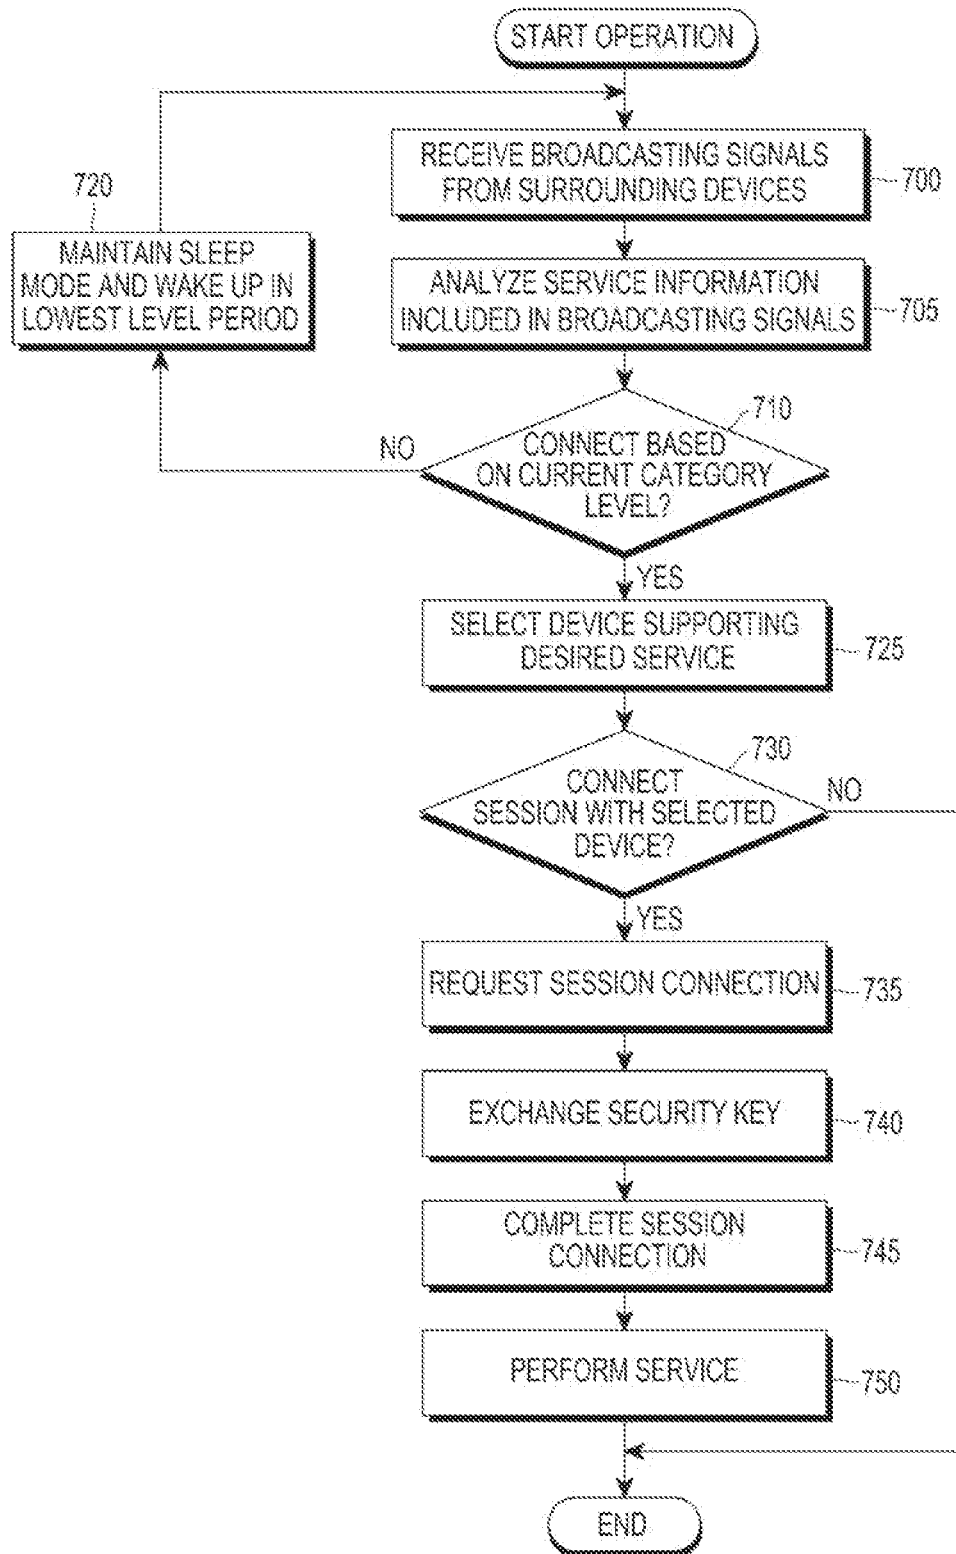 START OPERATION
RECEIVE BROADCASTING SIGNALS
FROM SURROUNDING DEVICES
700
720
MAINTAIN SLEEP
MODE AND WAKE UP IN
LOWEST LEVEL PERIOD
ANALYZE SERVICE INFORMATION
INCLUDED IN BROADCASTING SIGNALS
705
710
NO
CONNECT BASED
ON CURRENT CATEGORY
LEVEL?
YES
SELECT DEVICE SUPPORTING
DESIRED SERVICE
725
730
CONNECT
SESSION WITH SELECTED
DEVICE?
NO
YES
REQUEST SESSION CONNECTION
735
EXCHANGE SECURITY KEY
740
COMPLETE SESSION
CONNECTION
745
PERFORM SERVICE
750
END